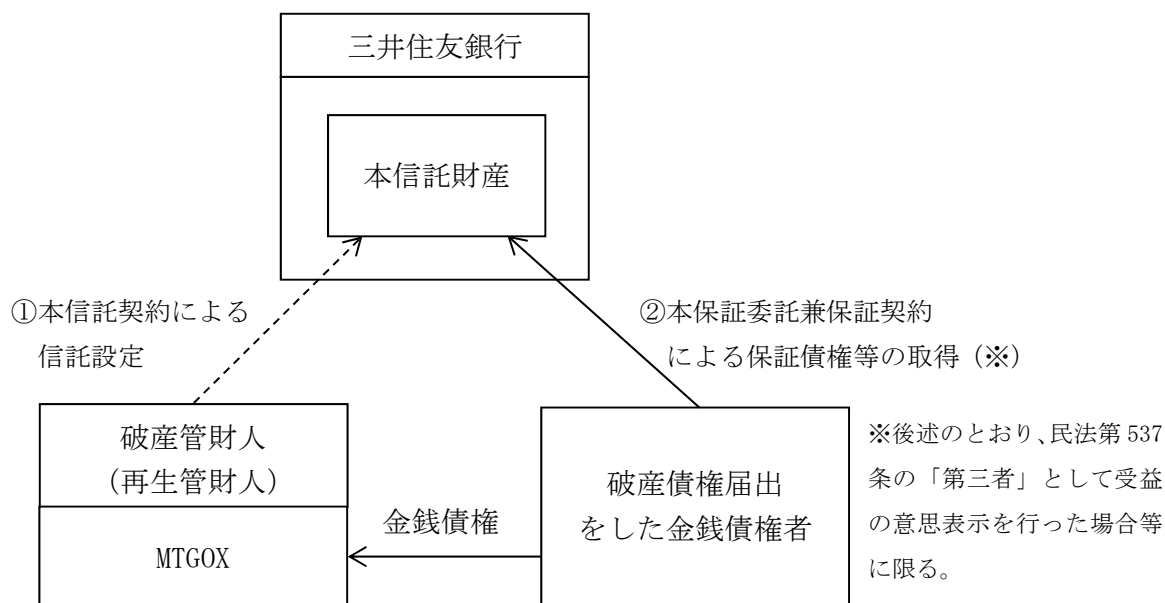 三井住友銀行
本信託財産
①本信託契約による
信託設定
②本保証委託兼保証契約
による保証債権等の取得（※）
破産管財人
（再生管財人）
MTGOX
金銭債権
破産債権届出
をした金銭債権者
※後述のとおり、民法第 537
条の「第三者」として受益
の意思表示を行った場合等
に限る。